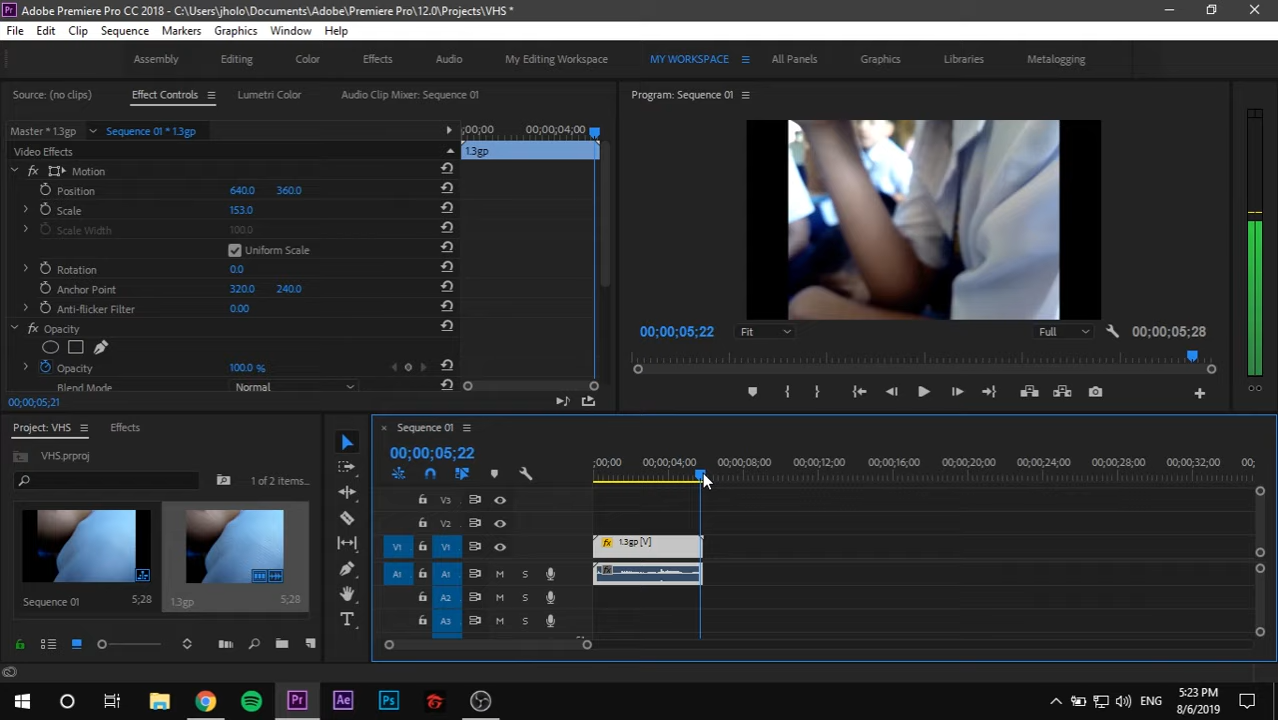 Adobe Premiere Pro CC 2018 - C:\Users\jholo\Documents\Adobe\Premiere Pro\12.0\Projects\VHS *
File Edit Clip Sequence Markers Graphics Window Help
Assembly Editing Color Effects Audio My Editing Workspace MY WORKSPACE All Panels Graphics Libraries Metalogging
Source: (no clips) Effect Controls Lumetri Color Audio Clip Mixer: Sequence 01
Program: Sequence 01
Master * 1.3gp Sequence 01 * 1.3gp ;00;00 00;00;04;00
Video Effects 1.3gp
fx Motion
Position 640.0 360.0
Scale 153.0
Scale Width 100.0
Uniform Scale
Rotation 0.0
Anchor Point 320.0 240.0
Anti-flicker Filter 0.00
fx Opacity
Opacity 100.0 %
Blend Mode Normal
00;00;05;21
00;00;05;22 Fit Full 00;00;05;28
Project: VHS Effects
VHS.prproj
1 of 2 items...
Sequence 01 5;28 1.3gp 5;28
Sequence 01
00;00;05;22
;00;00 00;00;04;00 00;00;08;00 00;00;12;00 00;00;16;00 00;00;20;00 00;00;24;00 00;00;28;00 00;00;32;00 00;
V3
V2
V1 V1 fx 1.3gp [V]
A1 A1 M S fx
A2 M S
A3 M S
T
Pr Ae Ps ENG 5:23 PM
8/6/2019